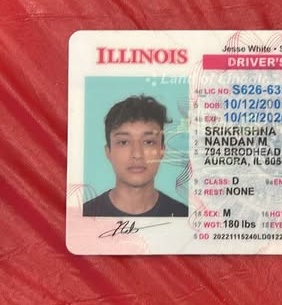 ILLINOIS
Jesse White • S
DRIVER'S
Land of Lincoln
4d LIC NO: S626-63
3 DOB: 10/12/200
4b EXP: 10/12/202
1 SRIKRISHNA
2 NANDAN M
8 794 BRODHEAD
AURORA, IL 605
9 CLASS: D
12 REST: NONE
15 SEX: M
16 HG
17 WGT: 180 lbs
18 EYE
5 DD 20221115240LD0122